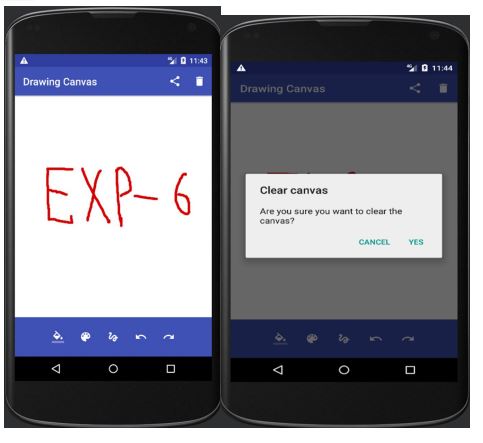 11:43
Drawing Canvas
EXP-6
11:44
Drawing Canvas
Clear canvas
Are you sure you want to clear the
canvas?
CANCEL YES